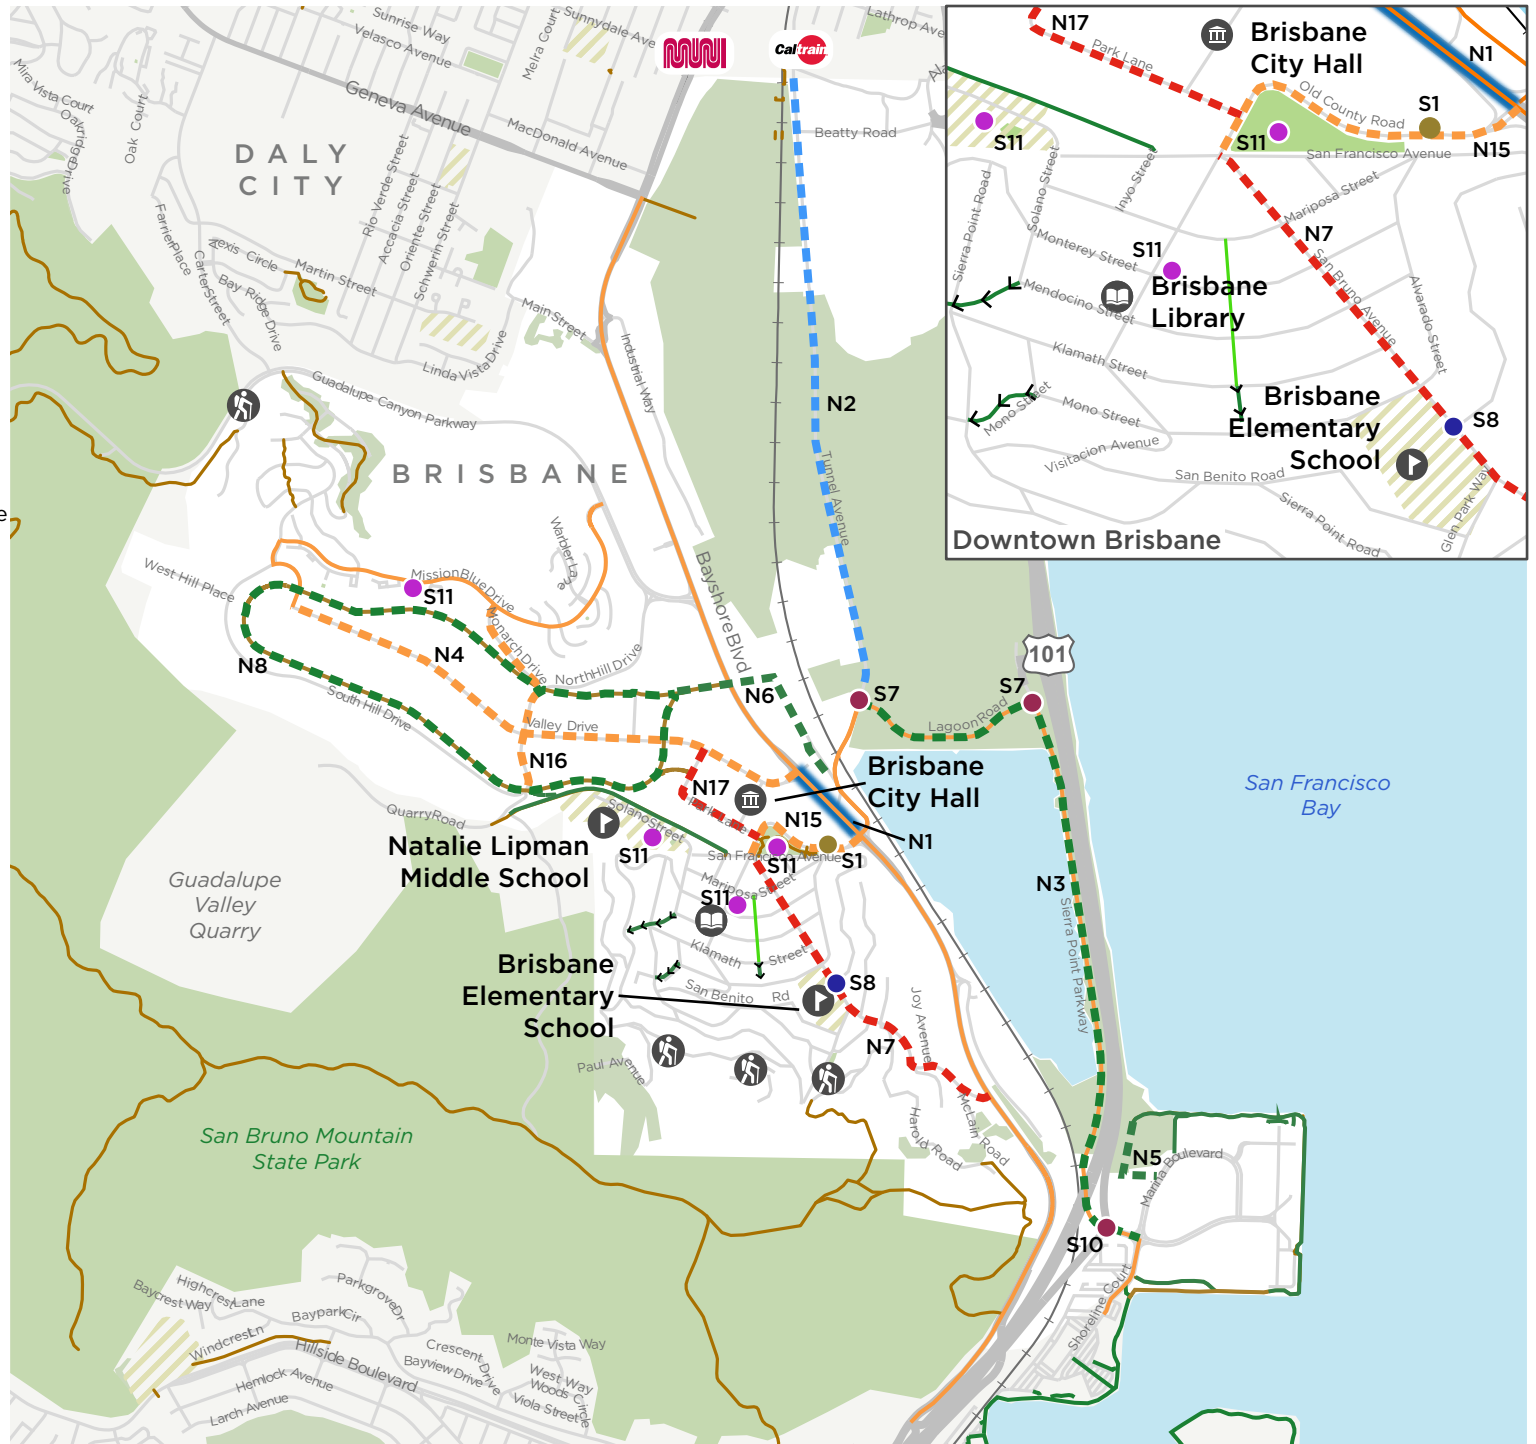 Sunrise Way
Velasco Avenue
Meira Court
Sunnydale Ave
Lathrop Ave
MUNI
Caltrain
Mira Vista Court
Oakridge Drive
Oak Court
Geneva Avenue
MacDonald Avenue
Beatty Road
DALY
CITY
Rio Verde Street
Accacia Street
Oriente Street
Schwerin Street
Farrier Place
Carter Street
Alexis Circle
Martin Street
Bay Ridge Drive
Main Street
Linda Vista Drive
Industrial Way
Guadalupe Canyon Parkway
N2
Tunnel Avenue
BRISBANE
Warbler Lane
Bayshore Blvd
West Hill Place
Mission Blue Drive
S11
Monarch Drive
N4
N8
North Hill Drive
South Hill Drive
N6
Valley Drive
N16
S7
S7
Lagoon Road
101
N17
Park Lane
Brisbane
City Hall
N15
N1
S1
S11
San Francisco Avenue
Quarry Road
Solano Street
S11
Natalie Lipman
Middle School
Mariposa Street
S11
Klamath Street
San Benito Rd
Brisbane
Elementary
School
S8
N7
Joy Avenue
Paul Avenue
Harold Road
McLain Road
N3
Sierra Point Parkway
San Francisco
Bay
Guadalupe
Valley
Quarry
San Bruno Mountain
State Park
N5
Marina Boulevard
S10
Shoreline Court
Highcrest Lane
Baycrest Way
Parkgrove Dr
Baypark Cir
Windcrest Ln
Hillside Boulevard
Hemlock Avenue
Larch Avenue
Crescent Drive
Bayview Drive
Monte Vista Way
West Way
Woods Circle
Viola Street
N17
Park Lane
Brisbane
City Hall
N1
Old County Road
S1
N15
S11
S11
San Francisco Avenue
Sierra Point Road
Solano Street
Inyo Street
Mariposa Street
N7
Monterey Street
S11
Brisbane
Library
Mendocino Street
San Bruno Avenue
Alvarado Street
Klamath Street
Mono Street
Mono Street
Visitacion Avenue
Brisbane
Elementary
School
S8
San Benito Road
Sierra Point Road
Glen Park Way
Downtown Brisbane